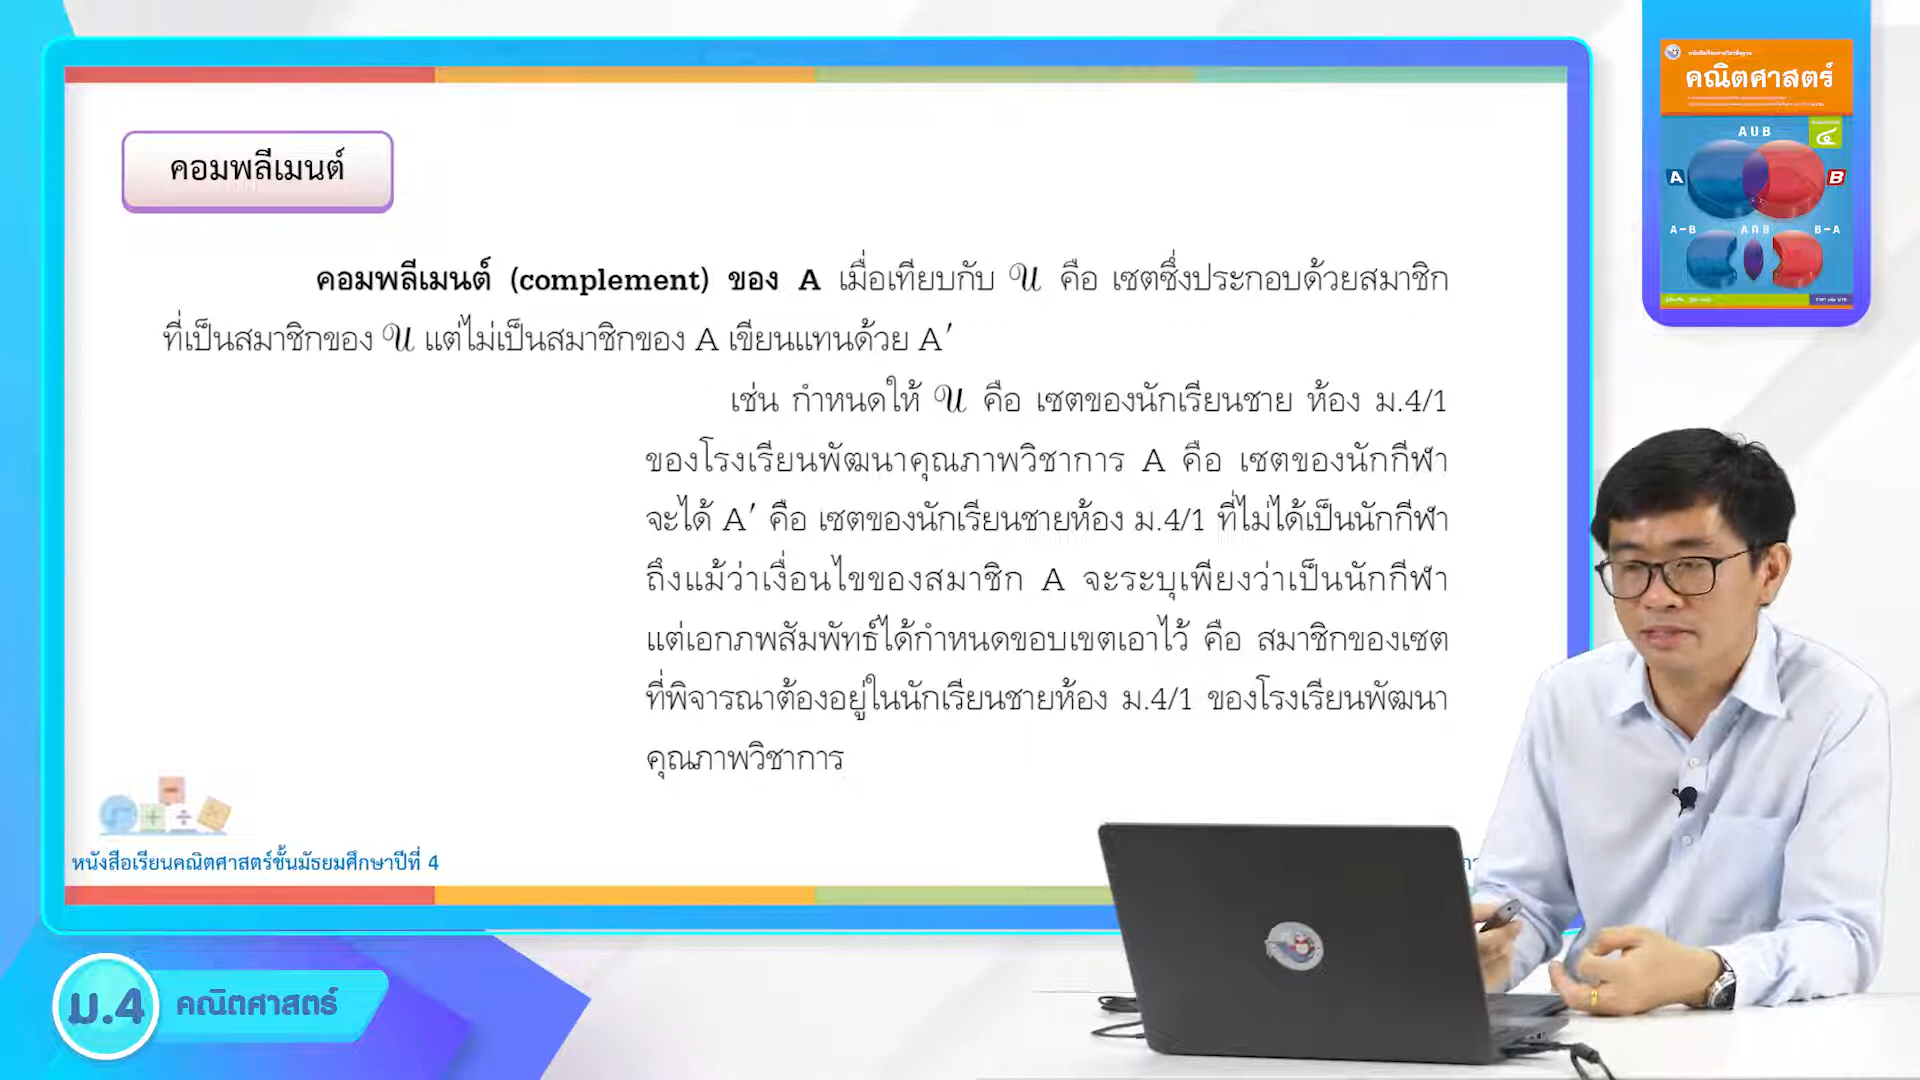 คอมพลีเมนต์
คอมพลีเมนต์ (complement) ของ A เมื่อเทียบกับ 𝒰 คือ เซตซึ่งประกอบด้วยสมาชิก
ที่เป็นสมาชิกของ 𝒰 แต่ไม่เป็นสมาชิกของ A เขียนแทนด้วย A′
เช่น กำหนดให้ 𝒰 คือ เซตของนักเรียนชาย ห้อง ม.4/1
ของโรงเรียนพัฒนาคุณภาพวิชาการ A คือ เซตของนักกีฬา
จะได้ A′ คือ เซตของนักเรียนชายห้อง ม.4/1 ที่ไม่ได้เป็นนักกีฬา
ถึงแม้ว่าเงื่อนไขของสมาชิก A จะระบุเพียงว่าเป็นนักกีฬา
แต่เอกภพสัมพัทธ์ได้กำหนดขอบเขตเอาไว้ คือ สมาชิกของเซต
ที่พิจารณาต้องอยู่ในนักเรียนชายห้อง ม.4/1 ของโรงเรียนพัฒนา
คุณภาพวิชาการ
หนังสือเรียนคณิตศาสตร์ชั้นมัธยมศึกษาปีที่ 4
ม.4 คณิตศาสตร์
คณิตศาสตร์
๔
A U B
A B
A-B A∩B B-A